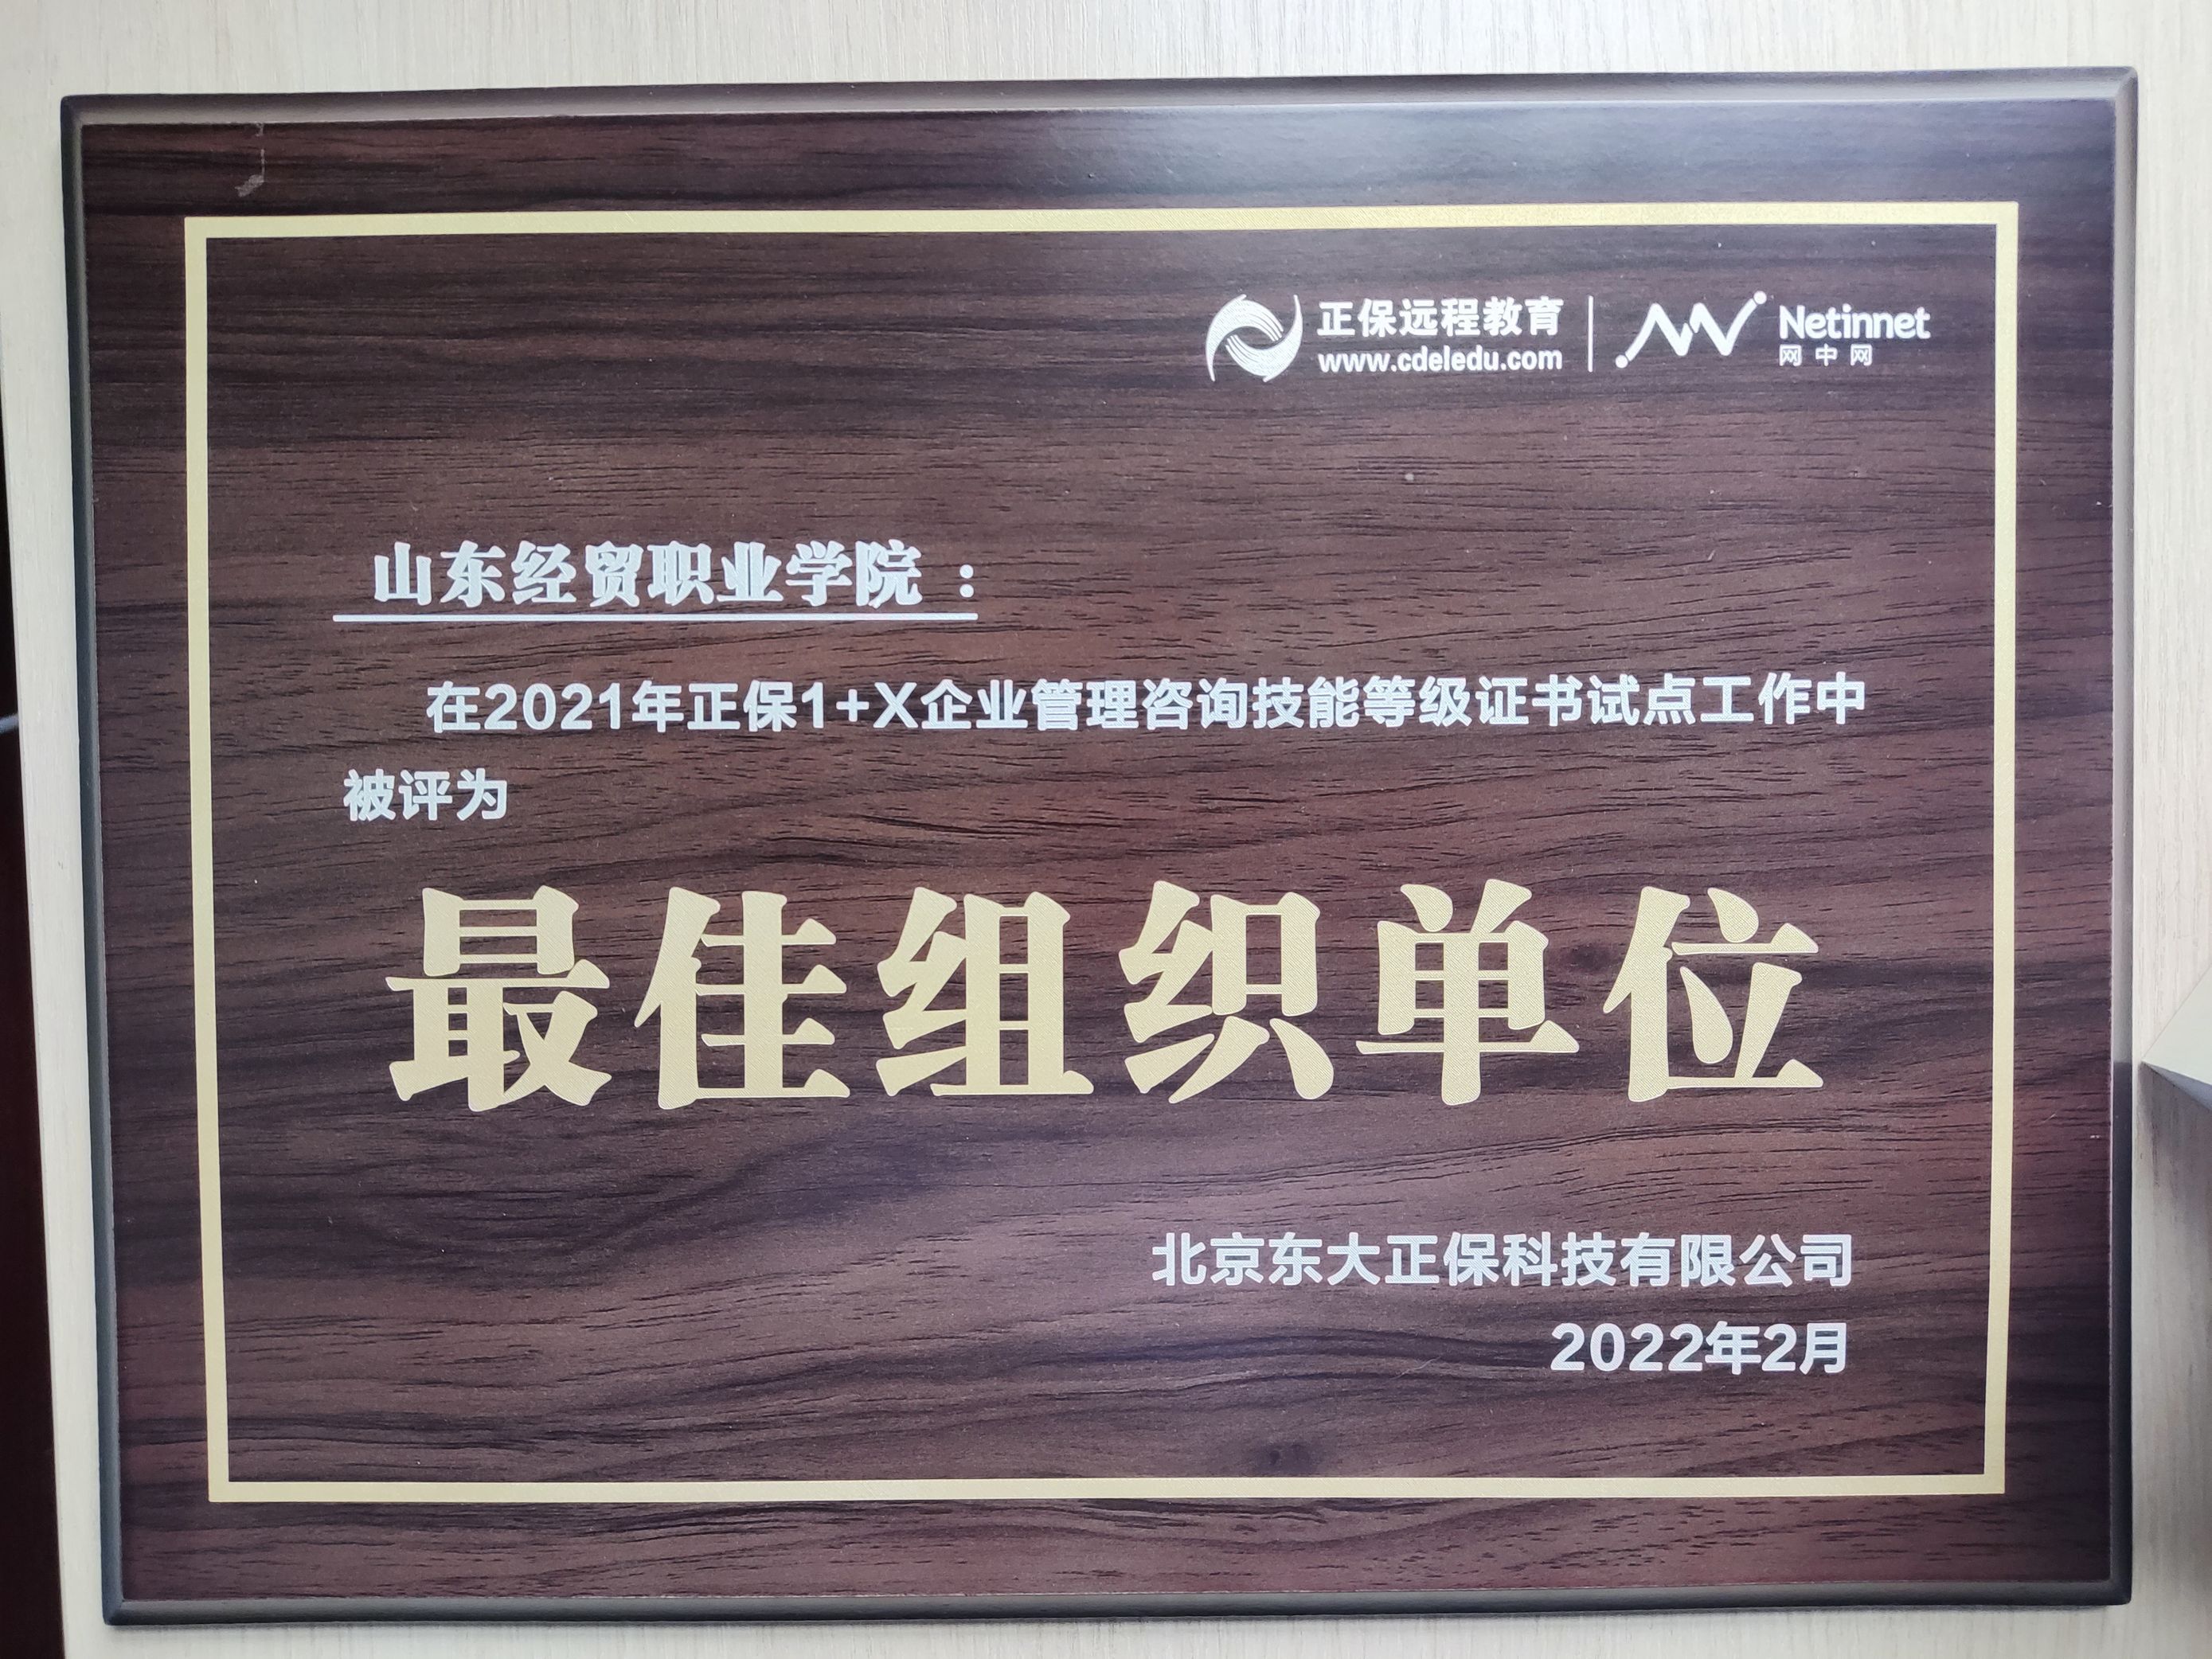 正保远程教育
www.cdeledu.com
Netinnet
网中网
山东经贸职业学院：
在2021年正保1+X企业管理咨询技能等级证书试点工作中
被评为
最佳组织单位
北京东大正保科技有限公司
2022年2月